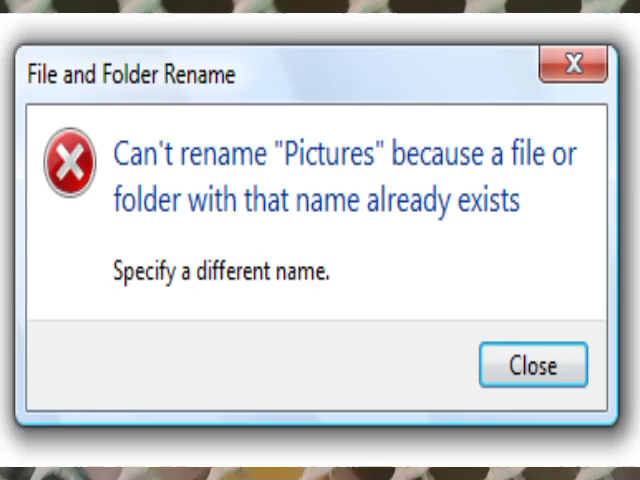 File and Folder Rename
Can't rename "Pictures" because a file or
folder with that name already exists
Specify a different name.
Close